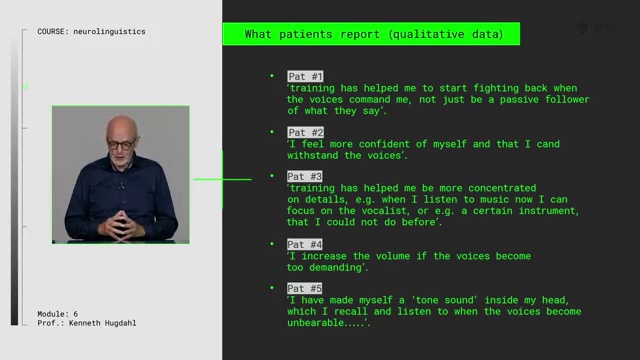 COURSE: neurolinguistics
What patients report (qualitative data)
• Pat #1
'training has helped me to start fighting back when
the voices command me, not just be a passive follower
of what they say'.
• Pat #2
'I feel more confident of myself and that I cand
withstand the voices'.
• Pat #3
'training has helped me be more concentrated
on details, e.g. when I listen to music now I can
focus on the vocalist, or e.g. a certain instrument,
that I could not do before'.
• Pat #4
'I increase the volume if the voices become
too demanding'.
• Pat #5
'I have made myself a 'tone sound' inside my head,
which I recall and listen to when the voices become
unbearable.....'.
Module: 6
Prof.: Kenneth Hugdahl